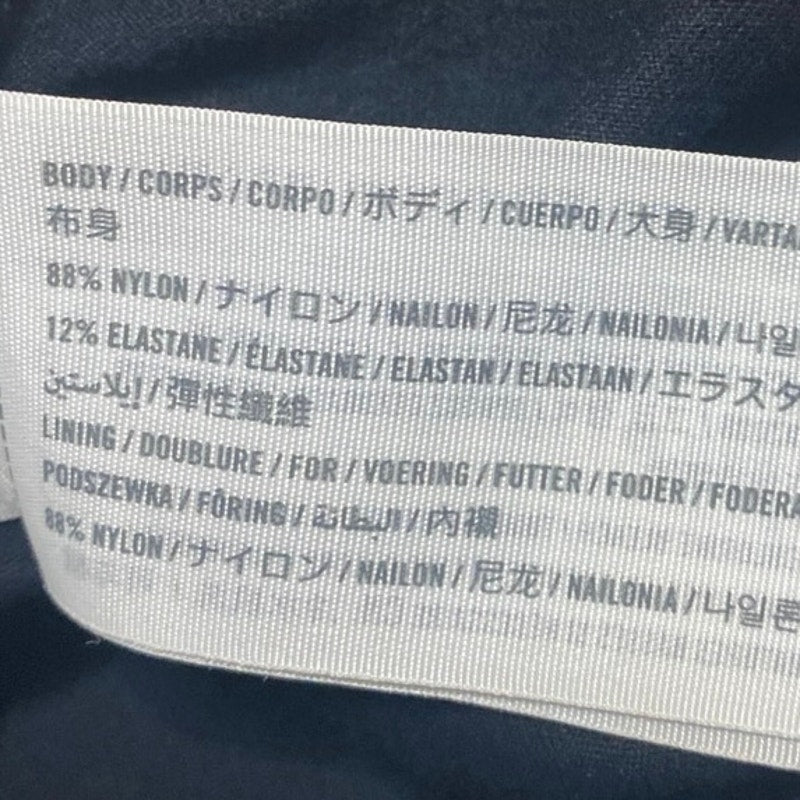 BODY / CORPS / CORPO / ボディ / CUERPO / 大身 / VARTA
布身
88% NYLON / ナイロン / NAILON / 尼龙 / NAILONIA / 나일
12% ELASTANE / ÉLASTANE / ELASTAN / ELASTAAN / エラスタ
إيلاستين / 彈性纖維
LINING / DOUBLURE / FOR / VOERING / FUTTER / FODER / FODERA
PODSZEWKA / FÔRING / البطانة / 內襯
88% NYLON / ナイロン / NAILON / 尼龙 / NAILONIA / 나일론